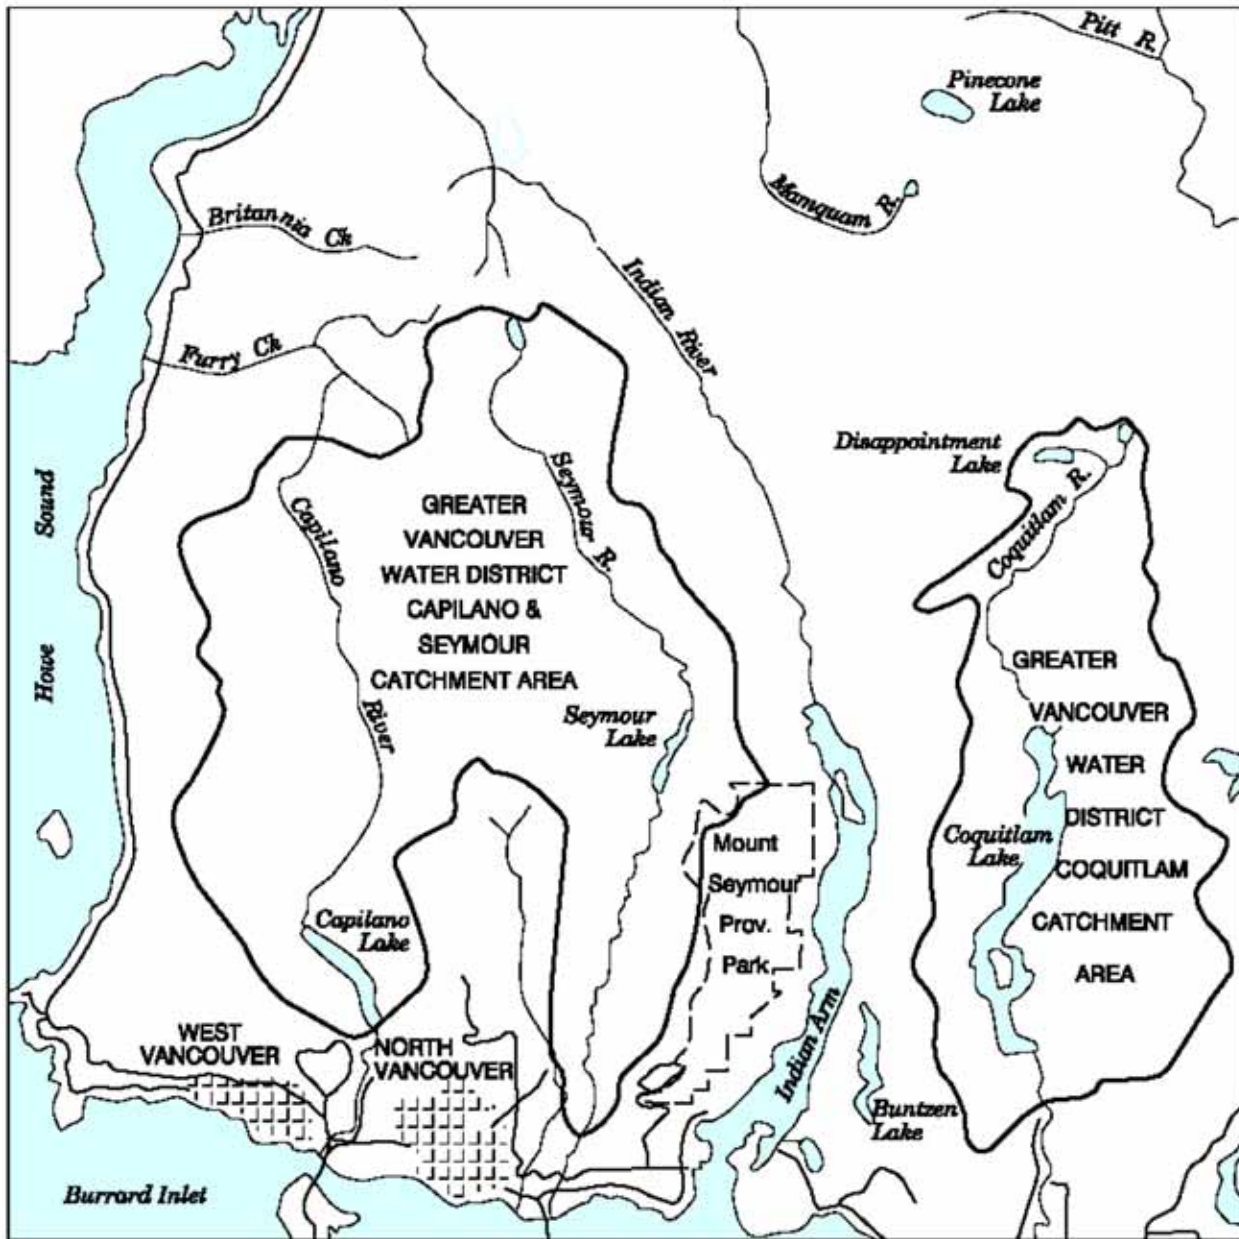 Pitt R.
Pinecone
Lake
Mamquam R.
Britannia Ck
Indian River
Furry Ck
Disappointment
Lake
Coquitlam R.
Seymour R.
Capilano
River
GREATER
VANCOUVER
WATER DISTRICT
CAPILANO &
SEYMOUR
CATCHMENT AREA
Howe Sound
Seymour
Lake
GREATER
VANCOUVER
WATER
DISTRICT
COQUITLAM
CATCHMENT
AREA
Coquitlam
Lake
Mount
Seymour
Prov.
Park
Capilano
Lake
Indian Arm
WEST
VANCOUVER
NORTH
VANCOUVER
Buntzen
Lake
Burrard Inlet